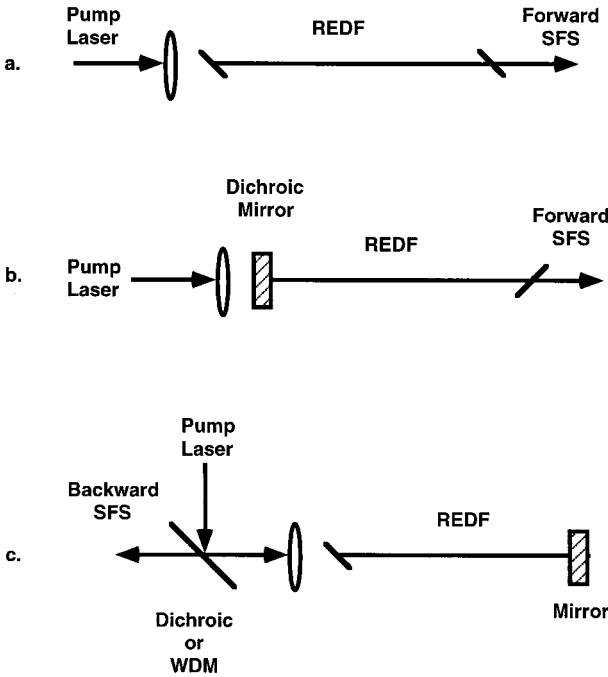 Pump
Laser
REDF
Forward
SFS
a.
Dichroic
Mirror
REDF
Forward
SFS
b.
Pump
Laser
Pump
Laser
Backward
SFS
REDF
c.
Dichroic
or
WDM
Mirror